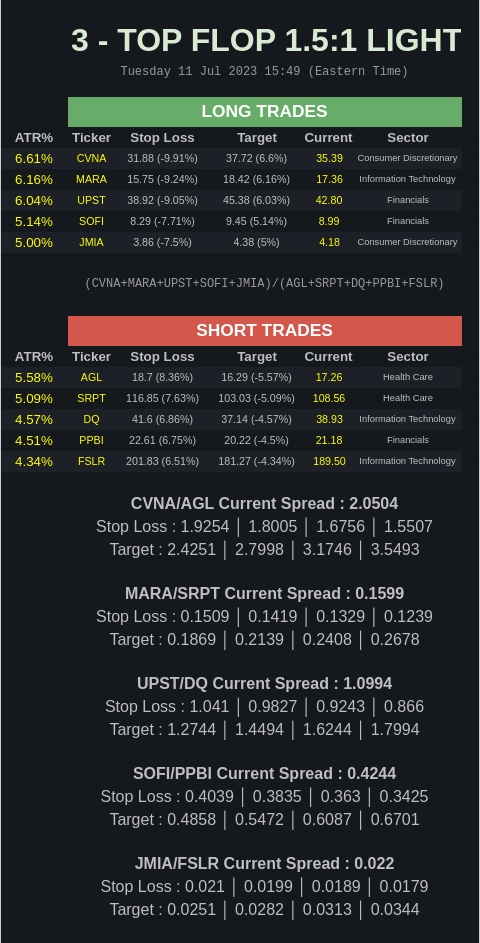 3 - TOP FLOP 1.5:1 LIGHT
Tuesday 11 Jul 2023 15:49 (Eastern Time)
LONG TRADES
ATR% Ticker Stop Loss Target Current Sector
6.61% CVNA 31.88 (-9.91%) 37.72 (6.6%) 35.39 Consumer Discretionary
6.16% MARA 15.75 (-9.24%) 18.42 (6.16%) 17.36 Information Technology
6.04% UPST 38.92 (-9.05%) 45.38 (6.03%) 42.80 Financials
5.14% SOFI 8.29 (-7.71%) 9.45 (5.14%) 8.99 Financials
5.00% JMIA 3.86 (-7.5%) 4.38 (5%) 4.18 Consumer Discretionary
(CVNA+MARA+UPST+SOFI+JMIA)/(AGL+SRPT+DQ+PPBI+FSLR)
SHORT TRADES
ATR% Ticker Stop Loss Target Current Sector
5.58% AGL 18.7 (8.36%) 16.29 (-5.57%) 17.26 Health Care
5.09% SRPT 116.85 (7.63%) 103.03 (-5.09%) 108.56 Health Care
4.57% DQ 41.6 (6.86%) 37.14 (-4.57%) 38.93 Information Technology
4.51% PPBI 22.61 (6.75%) 20.22 (-4.5%) 21.18 Financials
4.34% FSLR 201.83 (6.51%) 181.27 (-4.34%) 189.50 Information Technology
CVNA/AGL Current Spread : 2.0504
Stop Loss : 1.9254 │ 1.8005 │ 1.6756 │ 1.5507
Target : 2.4251 │ 2.7998 │ 3.1746 │ 3.5493
MARA/SRPT Current Spread : 0.1599
Stop Loss : 0.1509 │ 0.1419 │ 0.1329 │ 0.1239
Target : 0.1869 │ 0.2139 │ 0.2408 │ 0.2678
UPST/DQ Current Spread : 1.0994
Stop Loss : 1.041 │ 0.9827 │ 0.9243 │ 0.866
Target : 1.2744 │ 1.4494 │ 1.6244 │ 1.7994
SOFI/PPBI Current Spread : 0.4244
Stop Loss : 0.4039 │ 0.3835 │ 0.363 │ 0.3425
Target : 0.4858 │ 0.5472 │ 0.6087 │ 0.6701
JMIA/FSLR Current Spread : 0.022
Stop Loss : 0.021 │ 0.0199 │ 0.0189 │ 0.0179
Target : 0.0251 │ 0.0282 │ 0.0313 │ 0.0344